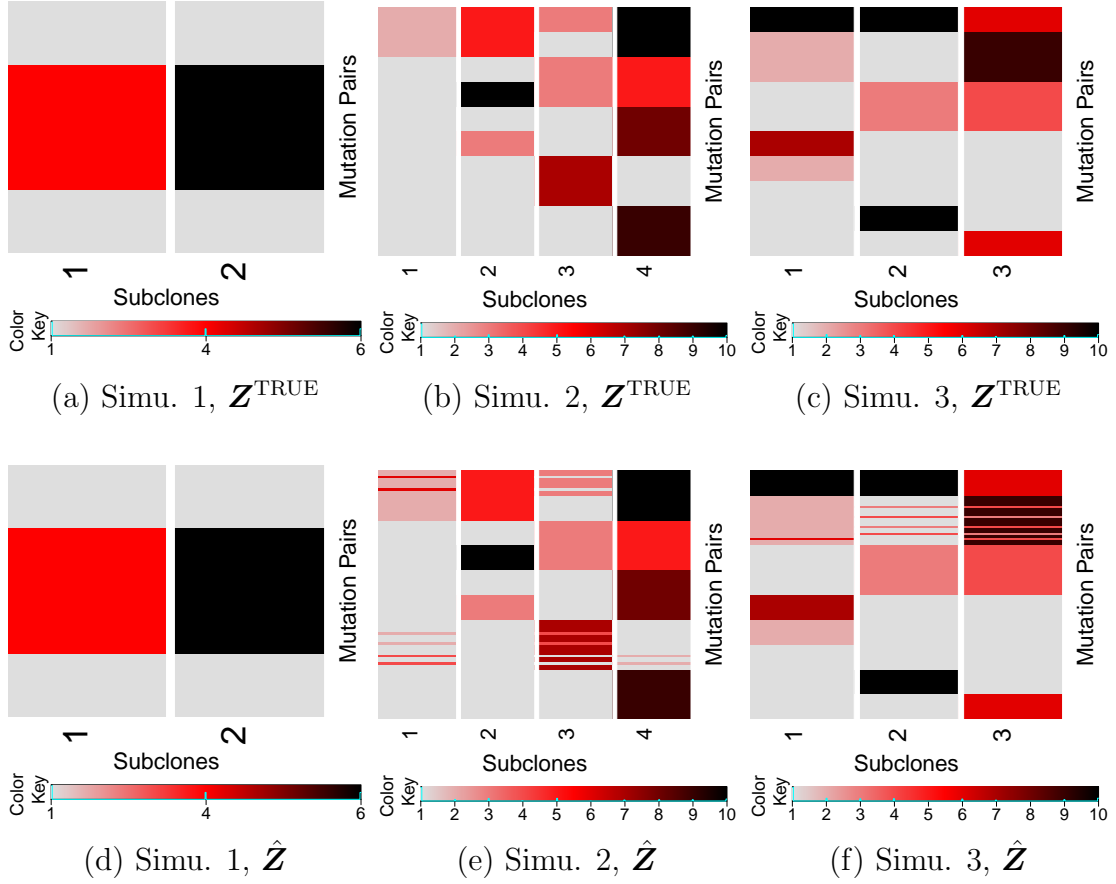 Mutation Pairs
Mutation Pairs
Mutation Pairs
1 2
1 2 3 4
1 2 3
Subclones
Subclones
Subclones
Color Key
1 4 6
Color Key
1 2 3 4 5 6 7 8 9 10
Color Key
1 2 3 4 5 6 7 8 9 10
(a) Simu. 1, Z^TRUE
(b) Simu. 2, Z^TRUE
(c) Simu. 3, Z^TRUE
Mutation Pairs
Mutation Pairs
Mutation Pairs
1 2
1 2 3 4
1 2 3
Subclones
Subclones
Subclones
Color Key
1 4 6
Color Key
1 2 3 4 5 6 7 8 9 10
Color Key
1 2 3 4 5 6 7 8 9 10
(d) Simu. 1, Ẑ
(e) Simu. 2, Ẑ
(f) Simu. 3, Ẑ